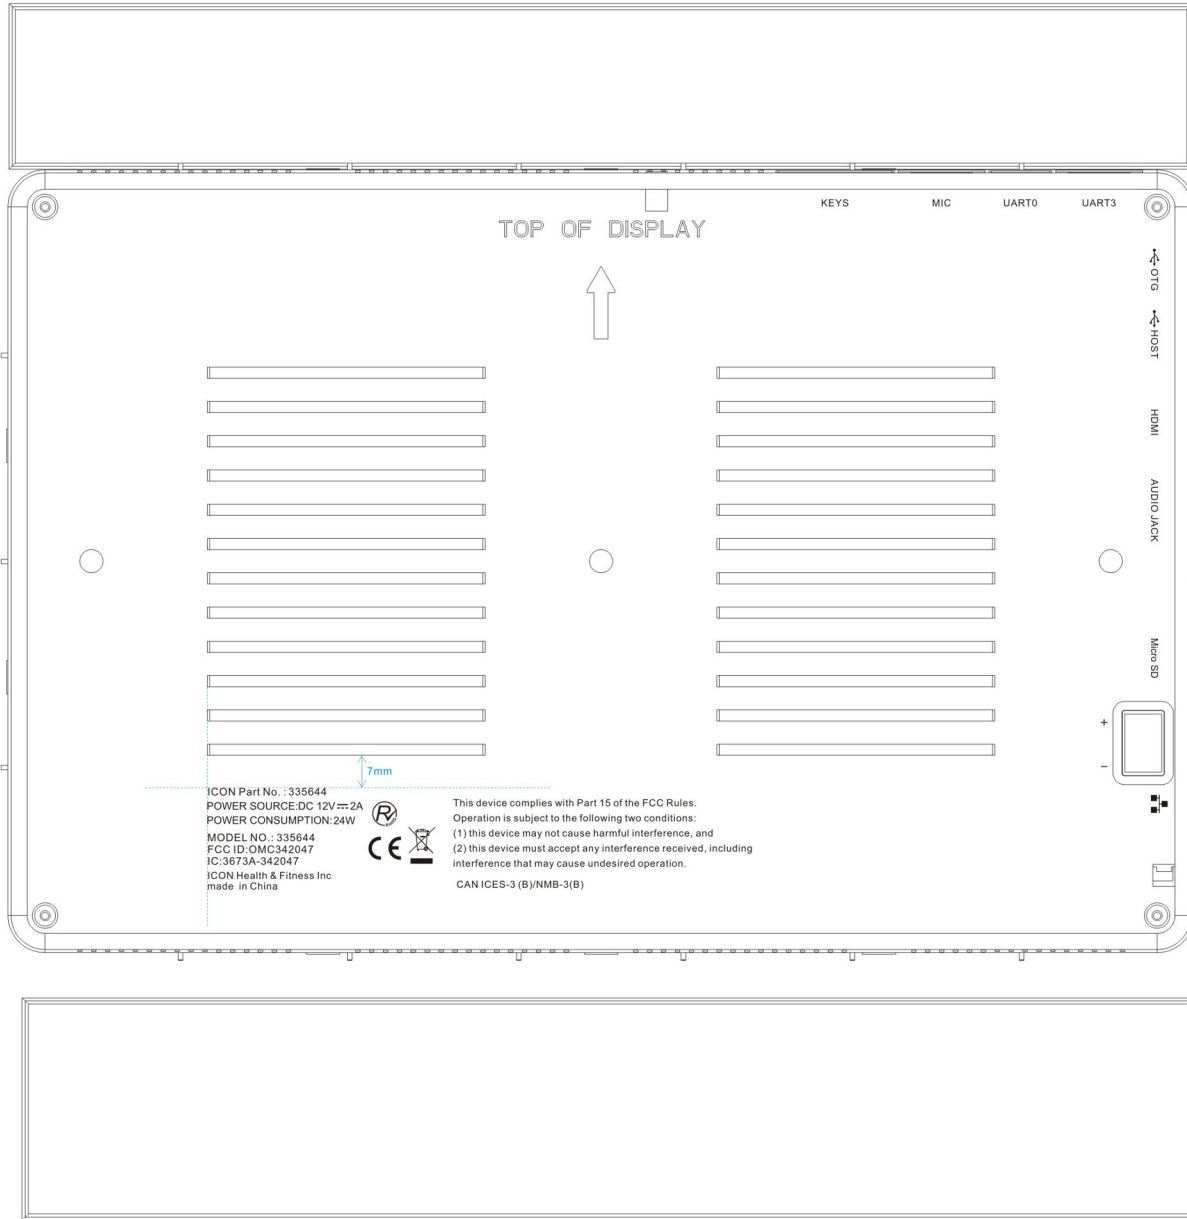 KEYS MIC UART0 UART3
TOP OF DISPLAY
OTG
HOST
HDMI
AUDIO JACK
Micro SD
+
−
7mm
ICON Part No. : 335644
POWER SOURCE:DC 12V⎓2A
POWER CONSUMPTION:24W
MODEL NO.: 335644
FCC ID:OMC342047
IC:3673A-342047
ICON Health & Fitness Inc
made in China
R
RoHS
CE
This device complies with Part 15 of the FCC Rules.
Operation is subject to the following two conditions:
(1) this device may not cause harmful interference, and
(2) this device must accept any interference received, including
interference that may cause undesired operation.
CAN ICES-3 (B)/NMB-3(B)